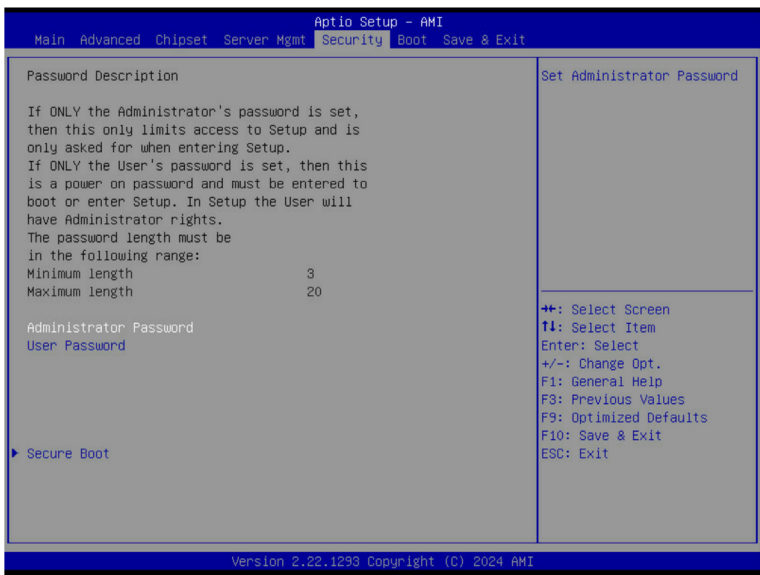 Aptio Setup – AMI
Main Advanced Chipset Server Mgmt Security Boot Save & Exit
Password Description
If ONLY the Administrator's password is set,
then this only limits access to Setup and is
only asked for when entering Setup.
If ONLY the User's password is set, then this
is a power on password and must be entered to
boot or enter Setup. In Setup the User will
have Administrator rights.
The password length must be
in the following range:
Minimum length 3
Maximum length 20
Administrator Password
User Password
Secure Boot
Set Administrator Password
→←: Select Screen
↑↓: Select Item
Enter: Select
+/-: Change Opt.
F1: General Help
F3: Previous Values
F9: Optimized Defaults
F10: Save & Exit
ESC: Exit
Version 2.22.1293 Copyright (C) 2024 AMI